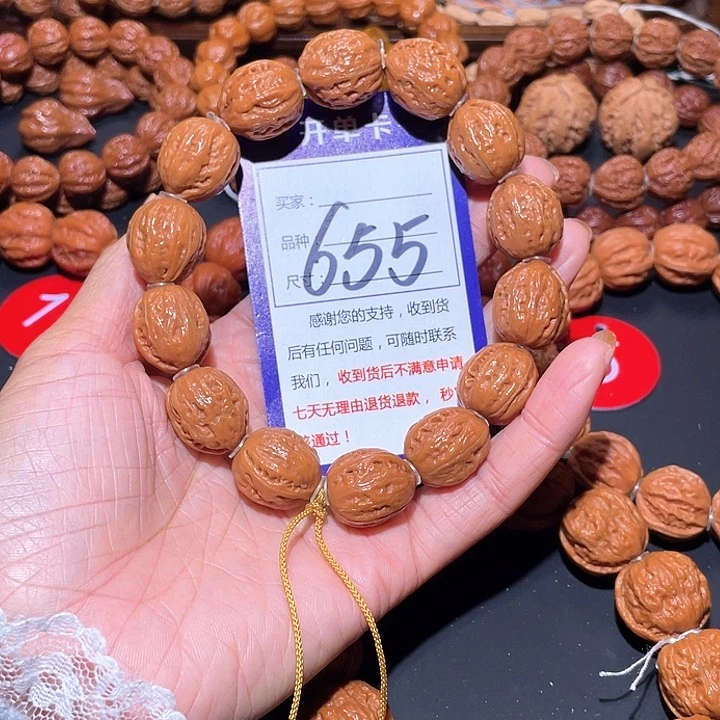 开单卡
买家：
品种
655
尺寸
感谢您的支持，收到货
后有任何问题，可随时联系
我们，收到货后不满意申请
七天无理由退货退款，秒
通过！